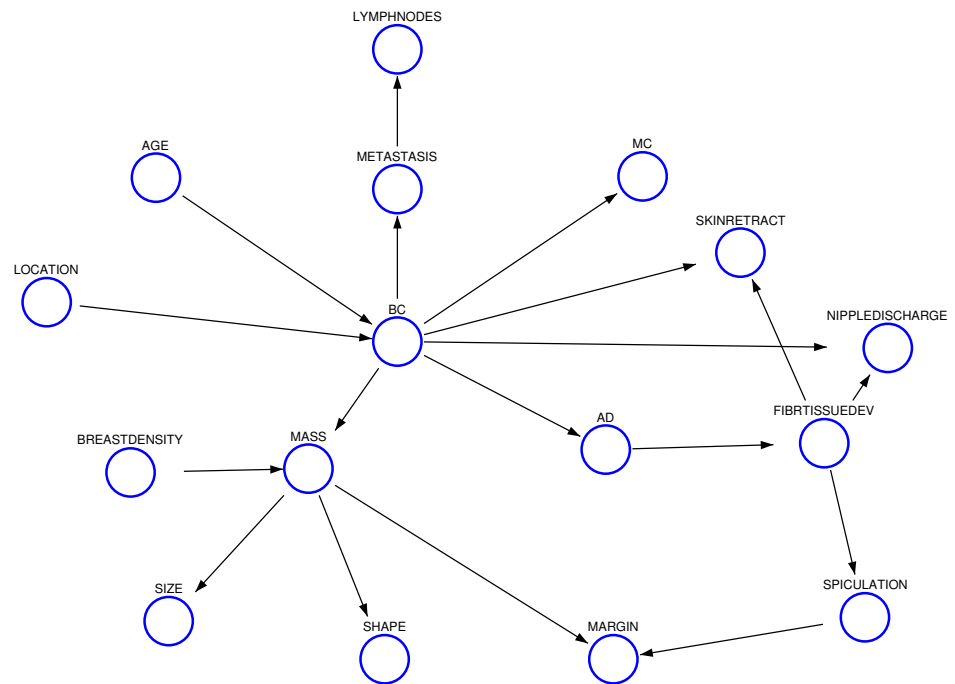 LYMPHNODES
AGE
METASTASIS
MC
SKINRETRACT
LOCATION
BC
NIPPLEDISCHARGE
BREASTDENSITY
MASS
AD
FIBRTISSUEDEV
SIZE
SHAPE
MARGIN
SPICULATION